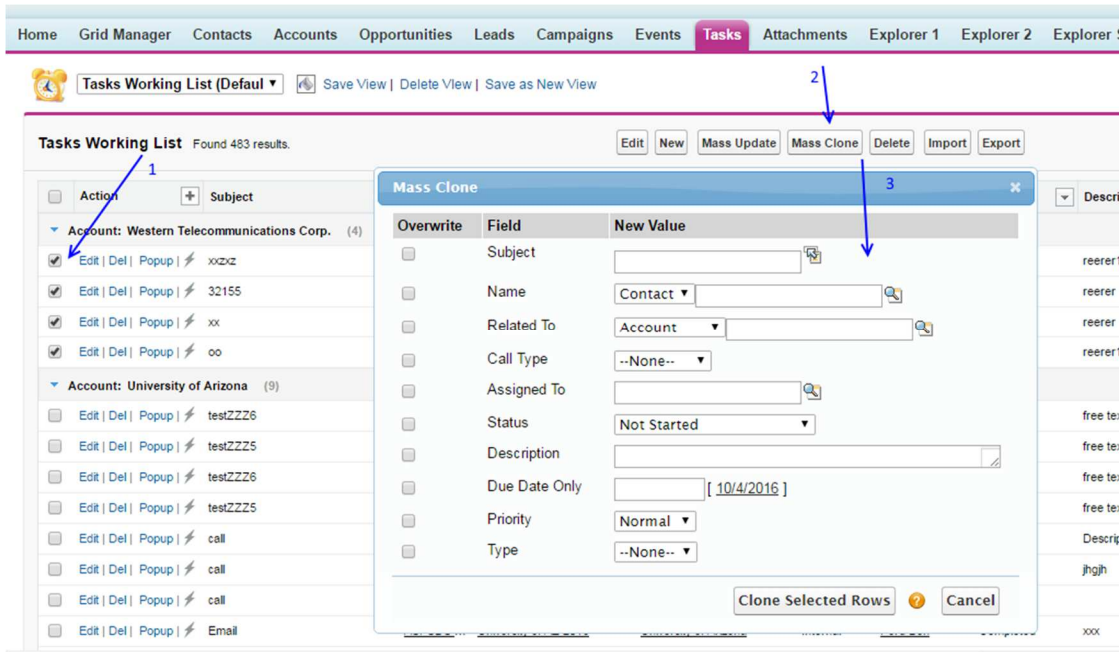 Home Grid Manager Contacts Accounts Opportunities Leads Campaigns Events Tasks Attachments Explorer 1 Explorer 2 Explorer
Tasks Working List (Defaul Save View | Delete View | Save as New View
2
Tasks Working List Found 483 results. Edit New Mass Update Mass Clone Delete Import Export
1
3
Mass Clone
Action + Subject Descri
Overwrite Field New Value
Account: Western Telecommunications Corp. (4)
Subject
Edit | Del | Popup | xxzxz reerer1
Name Contact
Edit | Del | Popup | 32155 reerer
Related To Account
Edit | Del | Popup | xx reerer
Call Type --None--
Edit | Del | Popup | oo reerer1
Account: University of Arizona (9)
Assigned To
Edit | Del | Popup | testZZZ6 free te
Status Not Started
Edit | Del | Popup | testZZZ5 free te
Description
Edit | Del | Popup | testZZZ6 free te
Due Date Only [ 10/4/2016 ]
Edit | Del | Popup | testZZZ5 free te
Priority Normal
Edit | Del | Popup | call Descrip
Type --None--
Edit | Del | Popup | call jhgjh
Edit | Del | Popup | call
Clone Selected Rows ? Cancel
Edit | Del | Popup | Email xxx